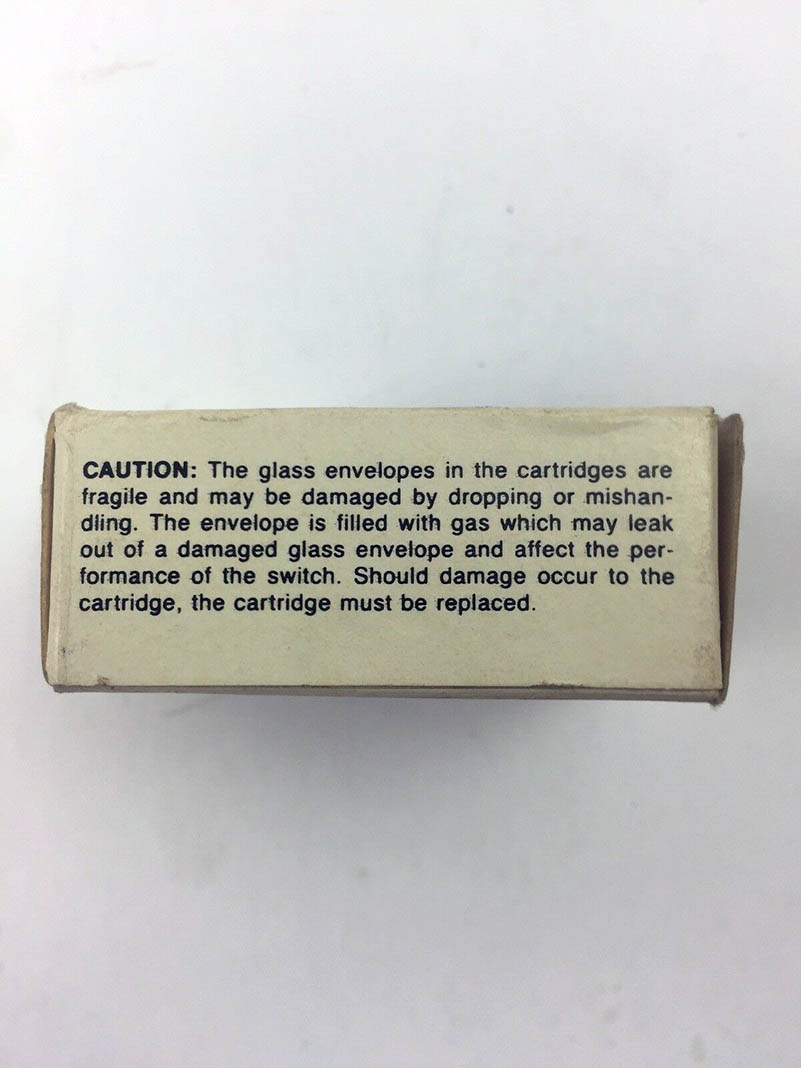 CAUTION: The glass envelopes in the cartridges are
fragile and may be damaged by dropping or mishan-
dling. The envelope is filled with gas which may leak
out of a damaged glass envelope and affect the per-
formance of the switch. Should damage occur to the
cartridge, the cartridge must be replaced.